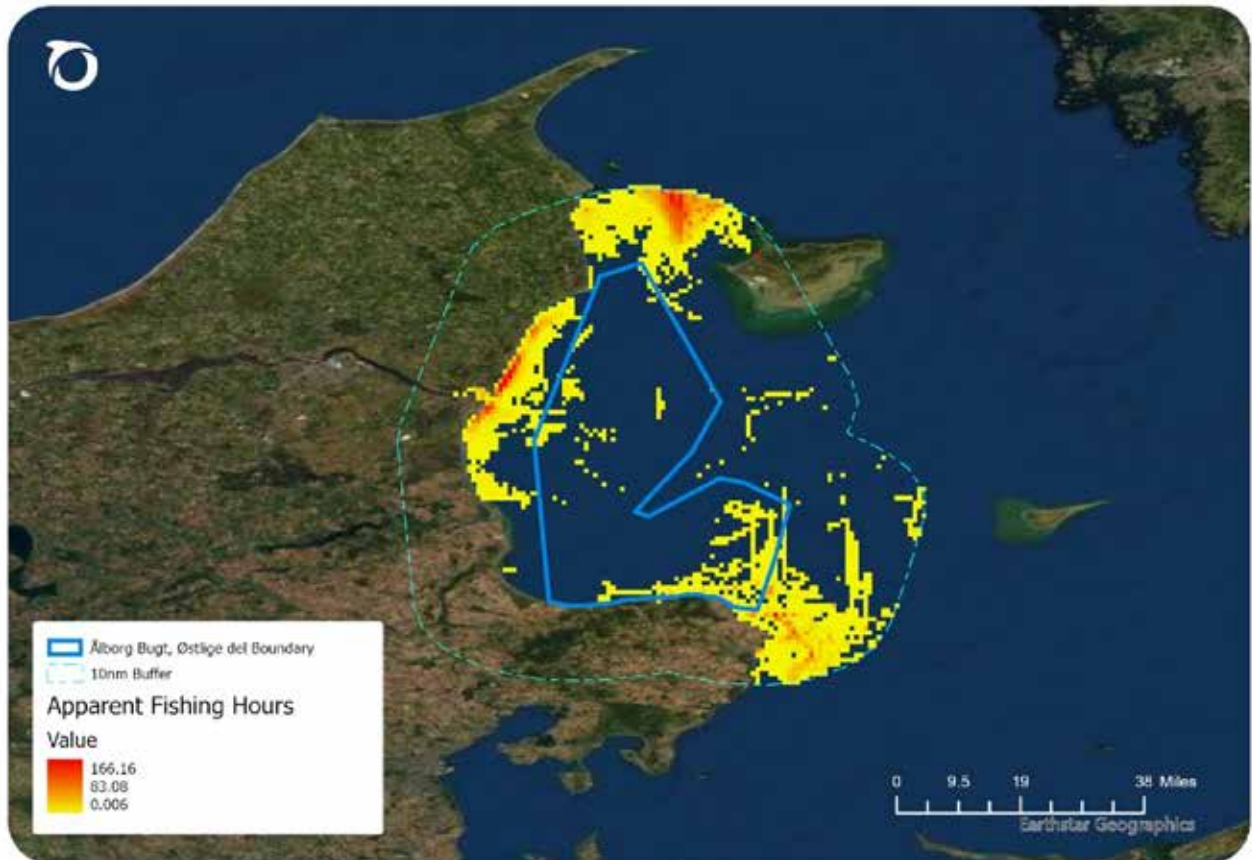 Ålborg Bugt, Østlige del Boundary
10nm Buffer
Apparent Fishing Hours
Value
166.16
83.08
0.006
0 9.5 19 38 Miles
Earthstar Geographics